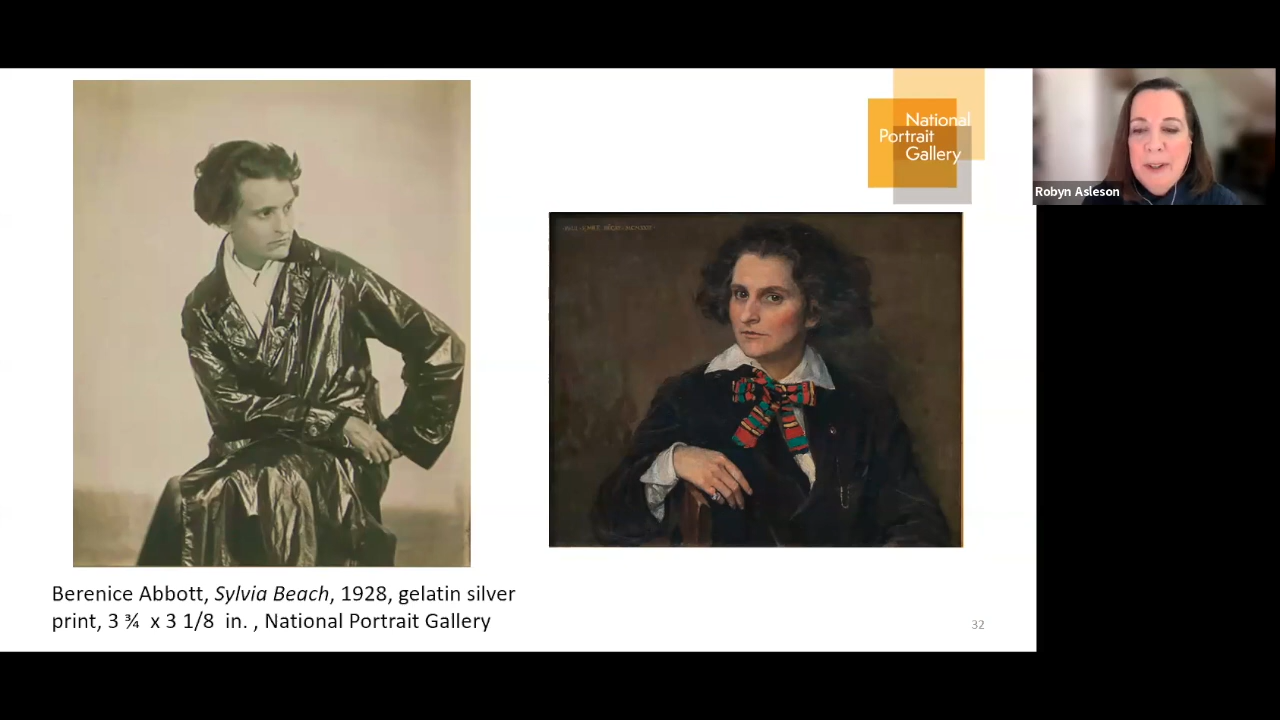 National
Portrait
Gallery
Robyn Asleson
Berenice Abbott, Sylvia Beach, 1928, gelatin silver
print, 3 ¾ x 3 1/8 in. , National Portrait Gallery
32